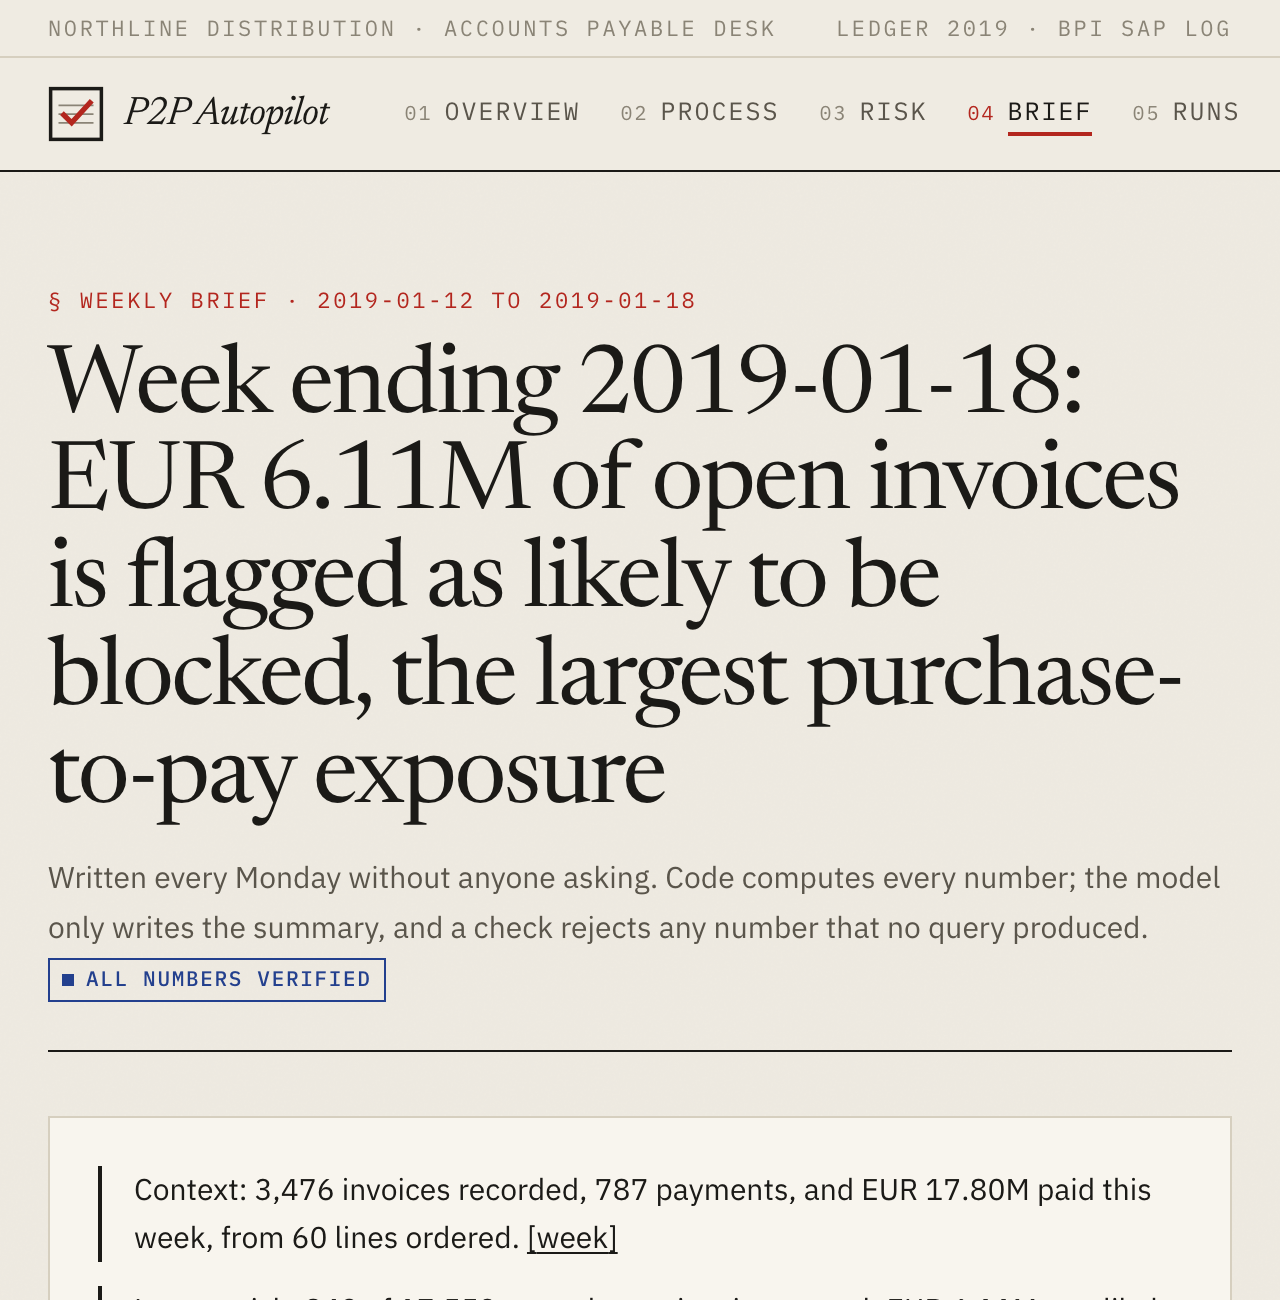 NORTHLINE DISTRIBUTION · ACCOUNTS PAYABLE DESK
LEDGER 2019 · BPI SAP LOG
P2P Autopilot
01 OVERVIEW
02 PROCESS
03 RISK
04 BRIEF
05 RUNS
§ WEEKLY BRIEF · 2019-01-12 TO 2019-01-18
Week ending 2019-01-18:
EUR 6.11M of open invoices
is flagged as likely to be
blocked, the largest purchase-
to-pay exposure
Written every Monday without anyone asking. Code computes every number; the model
only writes the summary, and a check rejects any number that no query produced.
ALL NUMBERS VERIFIED
Context: 3,476 invoices recorded, 787 payments, and EUR 17.80M paid this
week, from 60 lines ordered. [week]